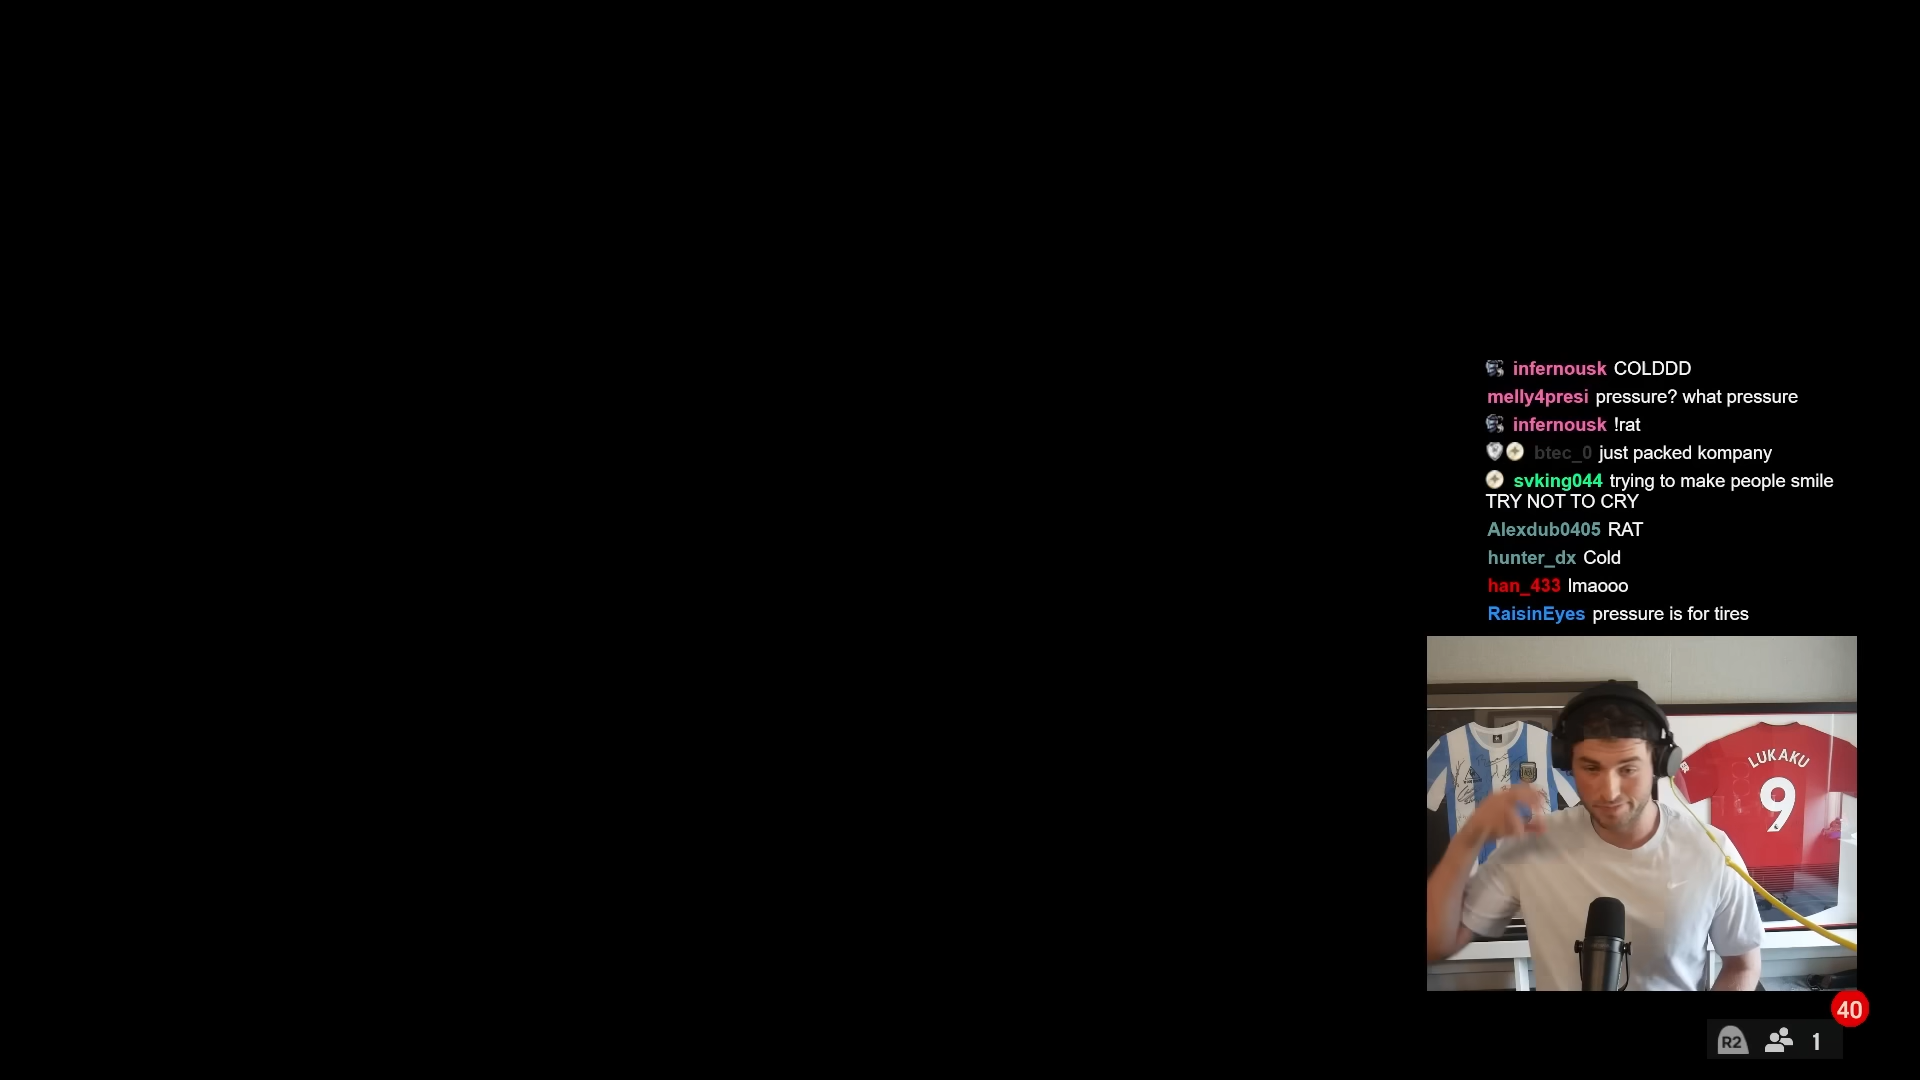 infernousk COLDDD
melly4presi pressure? what pressure
infernousk !rat
btec_0 just packed kompany
svking044 trying to make people smile
TRY NOT TO CRY
Alexdub0405 RAT
hunter_dx Cold
han_433 lmaooo
RaisinEyes pressure is for tires
LUKAKU
9
40
R2 1